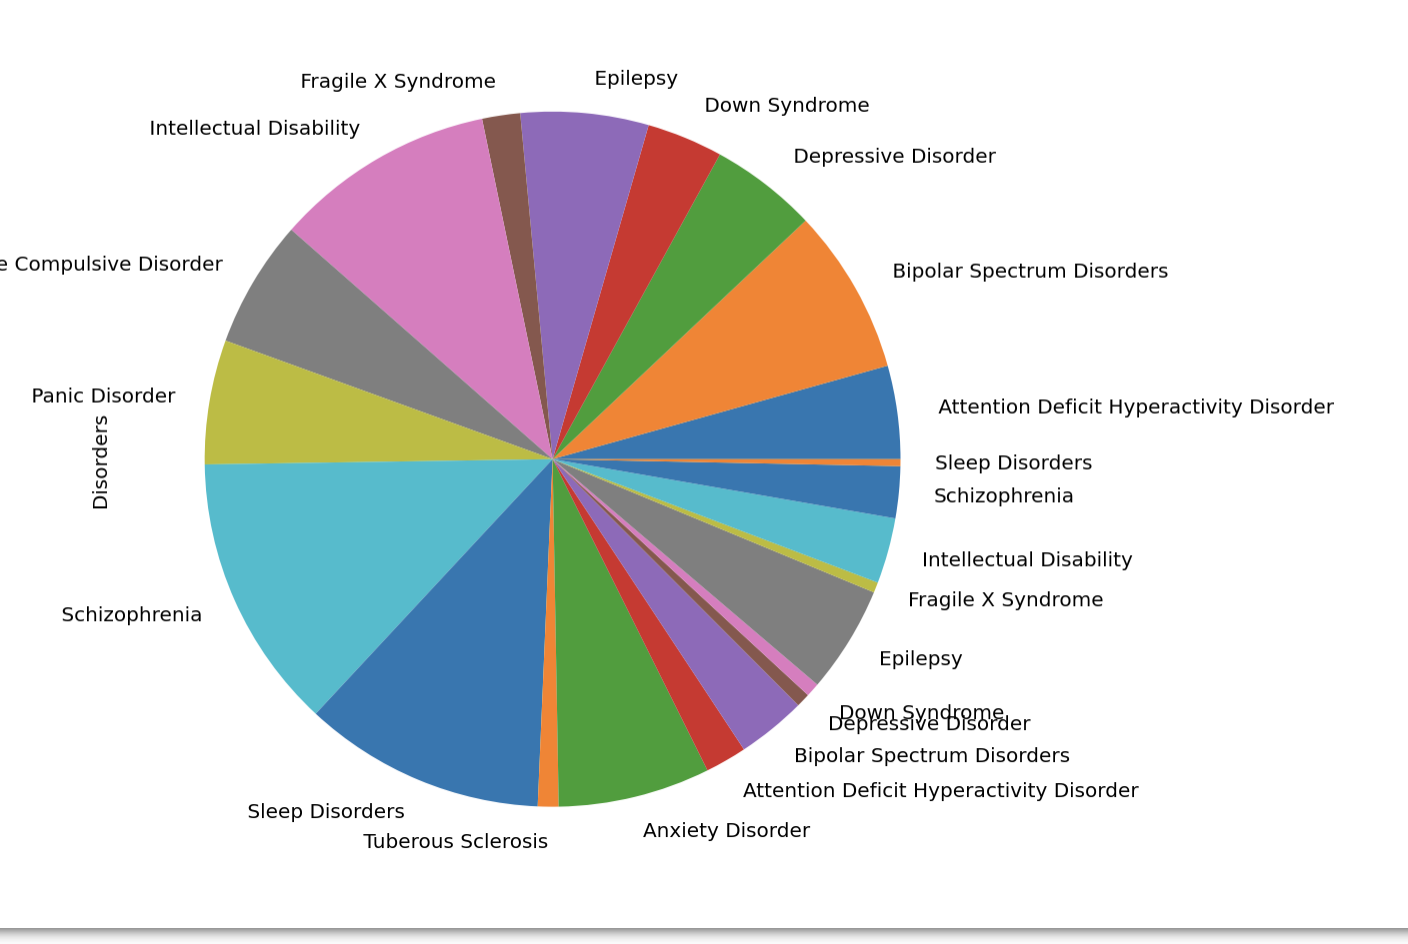 Fragile X Syndrome
Epilepsy
Down Syndrome
Intellectual Disability
Depressive Disorder
e Compulsive Disorder
Bipolar Spectrum Disorders
Panic Disorder
Attention Deficit Hyperactivity Disorder
Disorders
Sleep Disorders
Schizophrenia
Intellectual Disability
Fragile X Syndrome
Schizophrenia
Epilepsy
Down Syndrome
Depressive Disorder
Bipolar Spectrum Disorders
Attention Deficit Hyperactivity Disorder
Sleep Disorders
Anxiety Disorder
Tuberous Sclerosis